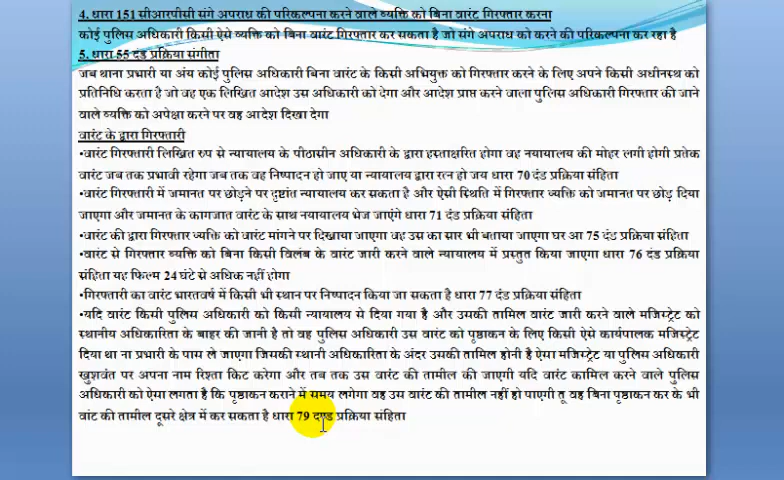 4. धारा 151 सीआरपीसी संगे अपराध की परिकल्पना करने वाले व्यक्ति को बिना वारंट गिरफ्तार करना
कोई पुलिस अधिकारी किसी ऐसे व्यक्ति को बिना वारंट गिरफ्तार कर सकता है जो संगे अपराध को करने की परिकल्पना कर रहा है
5. धारा 55 दंड प्रक्रिया संगीता
जब थाना प्रभारी या अंय कोई पुलिस अधिकारी बिना वारंट के किसी अभियुक्त को गिरफ्तार करने के लिए अपने किसी अधीनस्थ को
प्रतिनिधि करता है जो वह एक लिखित आदेश उस अधिकारी को देगा और आदेश प्राप्त करने वाला पुलिस अधिकारी गिरफ्तार की जाने
वाले व्यक्ति को अपेक्षा करने पर वह आदेश दिखा देगा
वारंट के द्वारा गिरफ्तारी
•वारंट गिरफ्तारी लिखित रुप से न्यायालय के पीठासीन अधिकारी के द्वारा हस्ताक्षरित होगा वह नयायालय की मोहर लगी होगी प्रतेक
वारंट जब तक प्रभावी रहेगा जब तक वह निष्पादन हो जाए या न्यायालय द्वारा रत्न हो जय धारा 70 दंड प्रक्रिया संहिता
•वारंट गिरफ्तारी में जमानत पर छोड़ने पर दृष्टांत न्यायालय कर सकता है और ऐसी स्थिति में गिरफ्तार व्यक्ति को जमानत पर छोड़ दिया
जाएगा और जमानत के कागजात वारंट के साथ नयायालय भेज जाएंगे धारा 71 दंड प्रक्रिया संहिता
•वारंट की द्वारा गिरफ्तार व्यक्ति को वारंट मांगने पर दिखाया जाएगा वह उस का सार भी बताया जाएगा घर आ 75 दंड प्रक्रिया संहिता
•वारंट से गिरफ्तार व्यक्ति को बिना किसी विलंब के वारंट जारी करने वाले न्यायालय में प्रस्तुत किया जाएगा धारा 76 दंड प्रक्रिया
संहिता यह फिल्म 24 घंटे से अधिक नहीं होगा
•गिरफ्तारी का वारंट भारतवर्ष में किसी भी स्थान पर निष्पादन किया जा सकता है धारा 77 दंड प्रक्रिया संहिता
•यदि वारंट किसी पुलिस अधिकारी को किसी न्यायालय से दिया गया है और उसकी तामिल वारंट जारी करने वाले मजिस्ट्रेट को
स्थानीय अधिकारिता के बाहर की जानी है तो वह पुलिस अधिकारी उस वारंट को पृष्ठाकन के लिए किसी ऐसे कार्यपालक मजिस्ट्रेट
दिया था ना प्रभारी के पास ले जाएगा जिसकी स्थानी अधिकारिता के अंदर उसकी तामिल होनी है ऐसा मजिस्ट्रेट या पुलिस अधिकारी
खुशवंत पर अपना नाम रिश्ता किट करेगा और तब तक उस वारंट की तामील की जाएगी यदि वारंट कामिल करने वाले पुलिस
अधिकारी को ऐसा लगता है कि पृष्ठाकन कराने में समय लगेगा वह उस वारंट की तामील नहीं हो पाएगी तू वह बिना पृष्ठाकन कर के भी
वांट की तामील दूसरे क्षेत्र में कर सकता है धारा 79 दण्ड प्रक्रिया संहिता